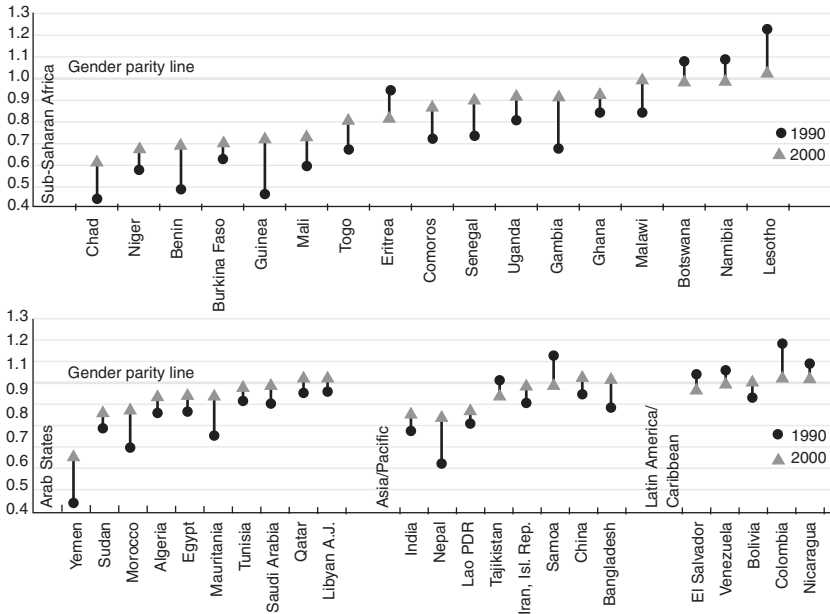 1.3
1.2
1.1
1.0
0.9
0.8
0.7
0.6
0.5
0.4
Sub-Saharan Africa
Gender parity line
1990
2000
Chad
Niger
Benin
Burkina Faso
Guinea
Mali
Togo
Eritrea
Comoros
Senegal
Uganda
Gambia
Ghana
Malawi
Botswana
Namibia
Lesotho
1.3
1.2
1.1
0.9
0.8
0.7
0.6
0.5
0.4
Arab States
Gender parity line
Asia/Pacific
Latin America/
Caribbean
1990
2000
Yemen
Sudan
Morocco
Algeria
Egypt
Mauritania
Tunisia
Saudi Arabia
Qatar
Libyan A.J.
India
Nepal
Lao PDR
Tajikistan
Iran, Isl. Rep.
Samoa
China
Bangladesh
El Salvador
Venezuela
Bolivia
Colombia
Nicaragua